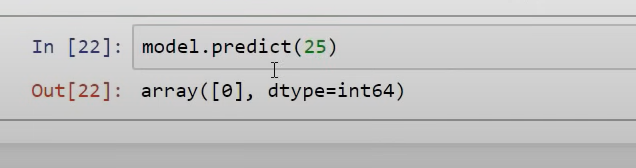 In [22]: model.predict(25)
Out[22]: array([0], dtype=int64)